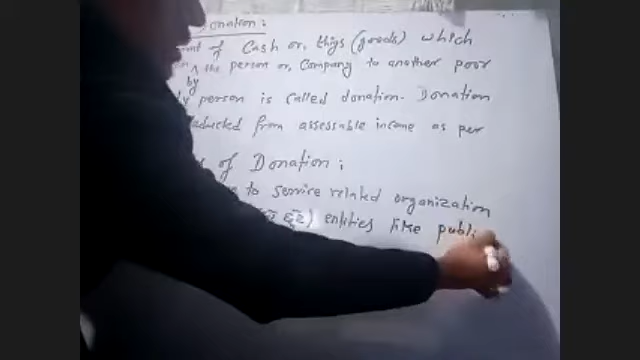 Donation :
of Cash or, thigs (goods) which
the person or, Company to another poor
by
person is called donation. Donation
from assessable income as per
of Donation ;
to service related organization
entities like publi